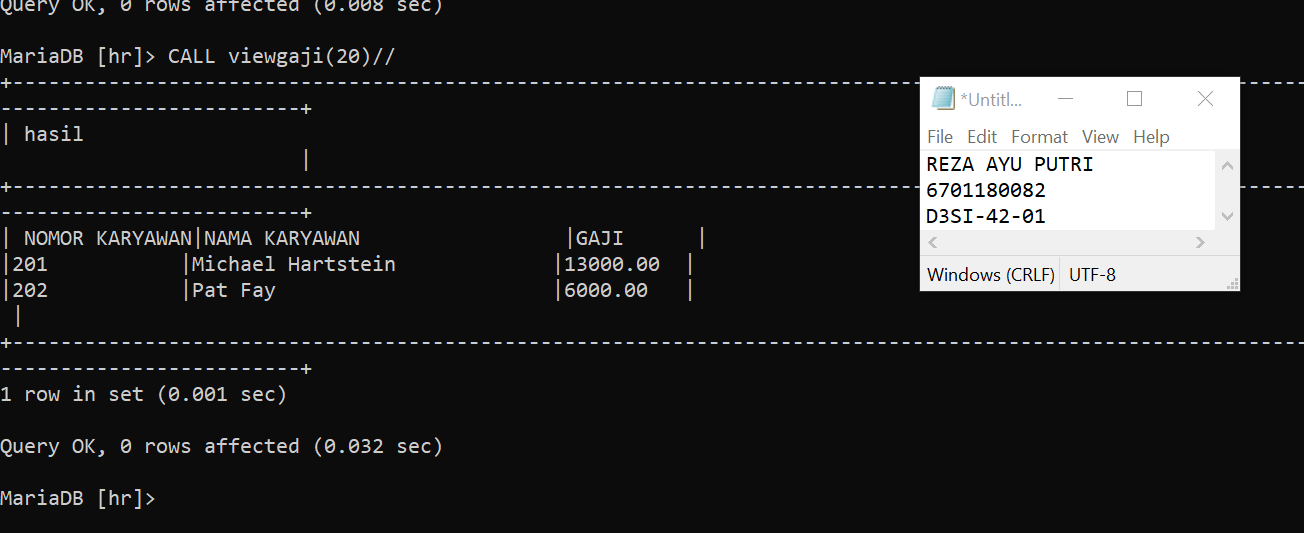 Query OK, 0 rows affected (0.008 sec)
MariaDB [hr]> CALL viewgaji(20)//
+------------------------------------------------------------------------------------------------------------
-------------------------+
| hasil
|
+------------------------------------------------------------------------------------------------------------
-------------------------+
| NOMOR KARYAWAN|NAMA KARYAWAN                 |GAJI      |
|201           |Michael Hartstein             |13000.00  |
|202           |Pat Fay                       |6000.00   |
|
+------------------------------------------------------------------------------------------------------------
-------------------------+
1 row in set (0.001 sec)
Query OK, 0 rows affected (0.032 sec)
MariaDB [hr]>
*Untitl...
File Edit Format View Help
REZA AYU PUTRI
6701180082
D3SI-42-01
Windows (CRLF) UTF-8